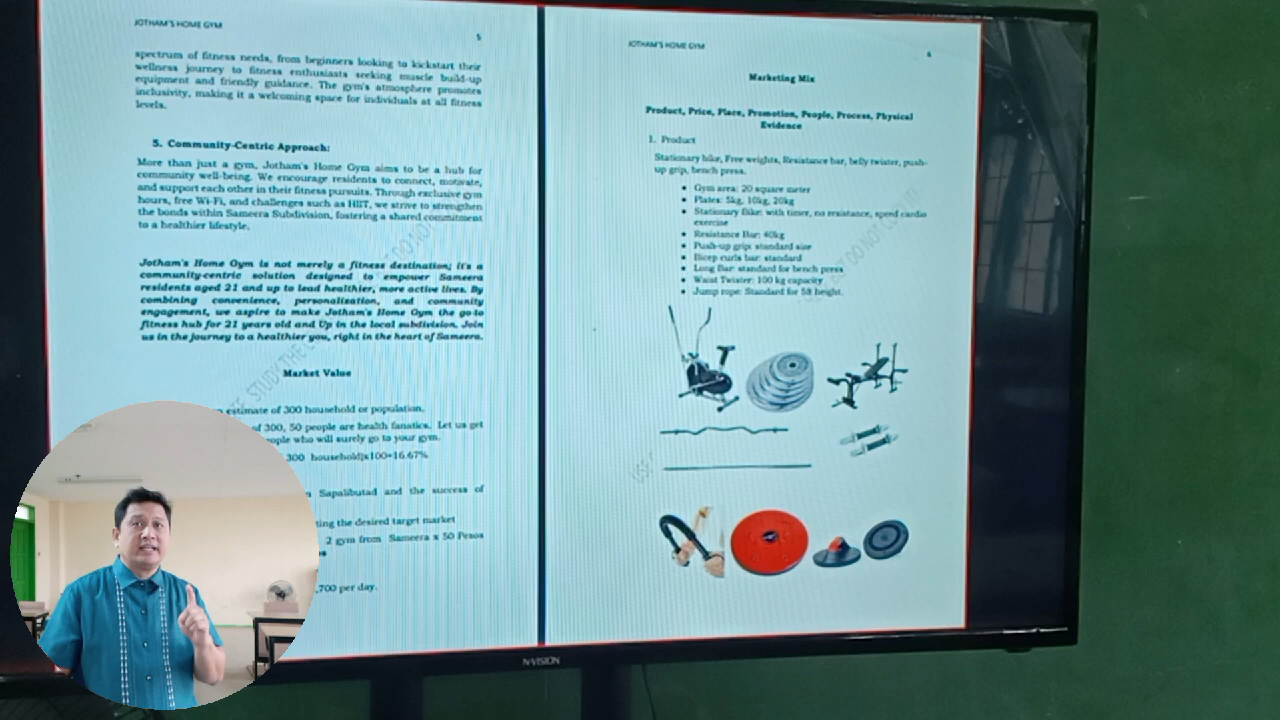 JOTHAM'S HOME GYM
5
spectrum of fitness needs, from beginners looking to kickstart their
wellness journey to fitness enthusiasts seeking muscle build-up
equipment and friendly guidance. The gym's atmosphere promotes
inclusivity, making it a welcoming space for individuals at all fitness
levels.
5. Community-Centric Approach:
More than just a gym, Jotham's Home Gym aims to be a hub for
community well-being. We encourage residents to connect, motivate,
and support each other in their fitness pursuits. Through exclusive gym
hours, free Wi-Fi, and challenges such as HIIT, we strive to strengthen
the bonds within Sameera Subdivision, fostering a shared commitment
to a healthier lifestyle.
Jotham's Home Gym is not merely a fitness destination; it's a
community-centric solution designed to empower Sameera
residents aged 21 and up to lead healthier, more active lives. By
combining convenience, personalization, and community
engagement, we aspire to make Jotham's Home Gym the go-to
fitness hub for 21 years old and Up in the local subdivision. Join
us in the journey to a healthier you, right in the heart of Sameera.
Market Value
estimate of 300 household or population.
of 300, 50 people are health fanatics. Let us get
people who will surely go to your gym.
300 household)x100=16.67%
Sapalibutad and the success of
the desired target market
2 gym from Sameera x 50 Pesos
,700 per day.
JOTHAM'S HOME GYM
6
Marketing Mix
Product, Price, Place, Promotion, People, Process, Physical
Evidence
1. Product
Stationary bike, Free weights, Resistance bar, belly twister, push-
up grip, bench press.
• Gym area: 20 square meter
• Plates: 5kg, 10kg, 20kg
• Stationary Bike: with timer, no resistance, speed cardio
exercise
• Resistance Bar: 40kg
• Push-up grip: standard size
• Bicep curls bar: standard
• Long Bar: standard for bench press
• Waist Twister: 100 kg capacity
• Jump rope: Standard for 5ft height.
N-VISION